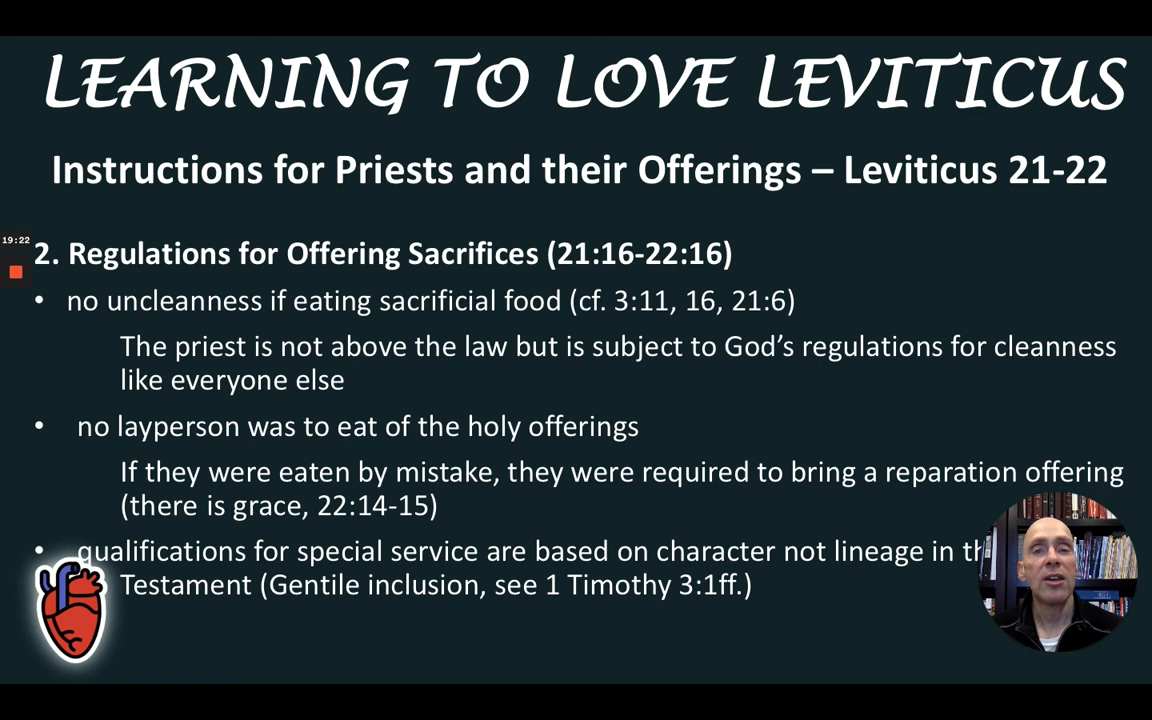 LEARNING TO LOVE LEVITICUS
Instructions for Priests and their Offerings – Leviticus 21-22
19:22
2. Regulations for Offering Sacrifices (21:16-22:16)
• no uncleanness if eating sacrificial food (cf. 3:11, 16, 21:6)
The priest is not above the law but is subject to God’s regulations for cleanness
like everyone else
• no layperson was to eat of the holy offerings
If they were eaten by mistake, they were required to bring a reparation offering
(there is grace, 22:14-15)
• qualifications for special service are based on character not lineage in
Testament (Gentile inclusion, see 1 Timothy 3:1ff.)